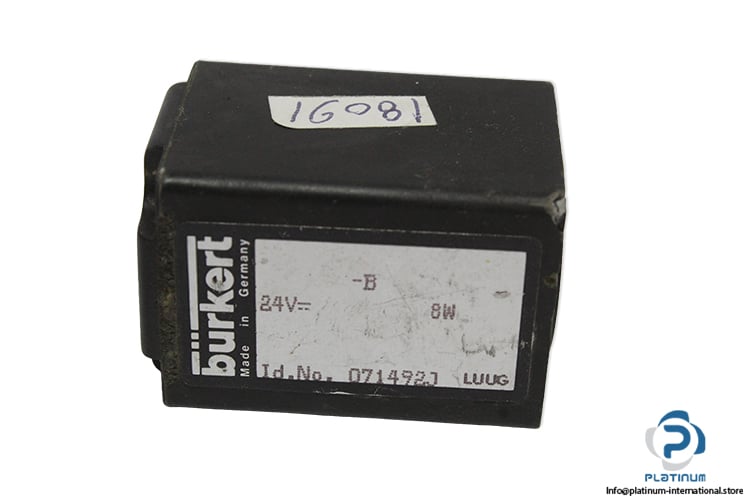 16081
bürkert
Made in Germany
-B
24V= 8W
Id.No. 071492J LUUG
PLATINUM
Info@platinum-international.store